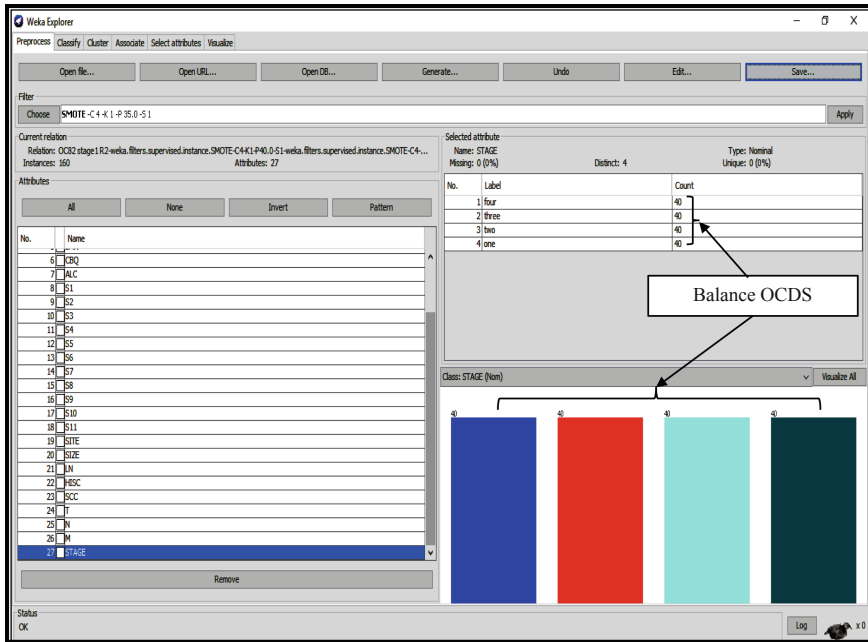 Weka Explorer
Preprocess Classify Cluster Associate Select attributes Visualize
Open file... Open URL... Open DB... Generate... Undo Edit... Save...
Filter
Choose SMOTE -C 4 -K 1 -P 35.0 -S 1 Apply
Current relation
Relation: OC82 stage1 R2-weka.filters.supervised.instance.SMOTE-C4-K1-P40.0-S1-weka.filters.supervised.instance.SMOTE-C4-...
Instances: 160 Attributes: 27
Attributes
All None Invert Pattern
No. Name
6 CBQ
7 ALC
8 S1
9 S2
10 S3
11 S4
12 S5
13 S6
14 S7
15 S8
16 S9
17 S10
18 S11
19 SITE
20 SIZE
21 LN
22 HISC
23 SCC
24 T
25 N
26 M
27 STAGE
Remove
Selected attribute
Name: STAGE Type: Nominal
Missing: 0 (0%) Distinct: 4 Unique: 0 (0%)
No. Label Count
1 four 40
2 three 40
3 two 40
4 one 40
Balance OCDS
Class: STAGE (Nom) Visualize All
40 40 40 40
Status
OK Log x 0